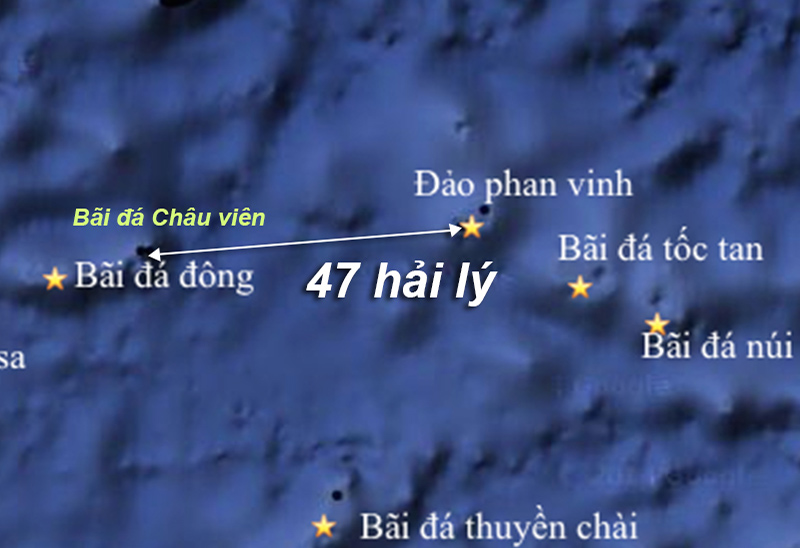 Đảo phan vinh
Bãi đá Châu viên
Bãi đá tốc tan
Bãi đá đông
47 hải lý
Bãi đá núi
sa
Google
Bãi đá thuyền chài